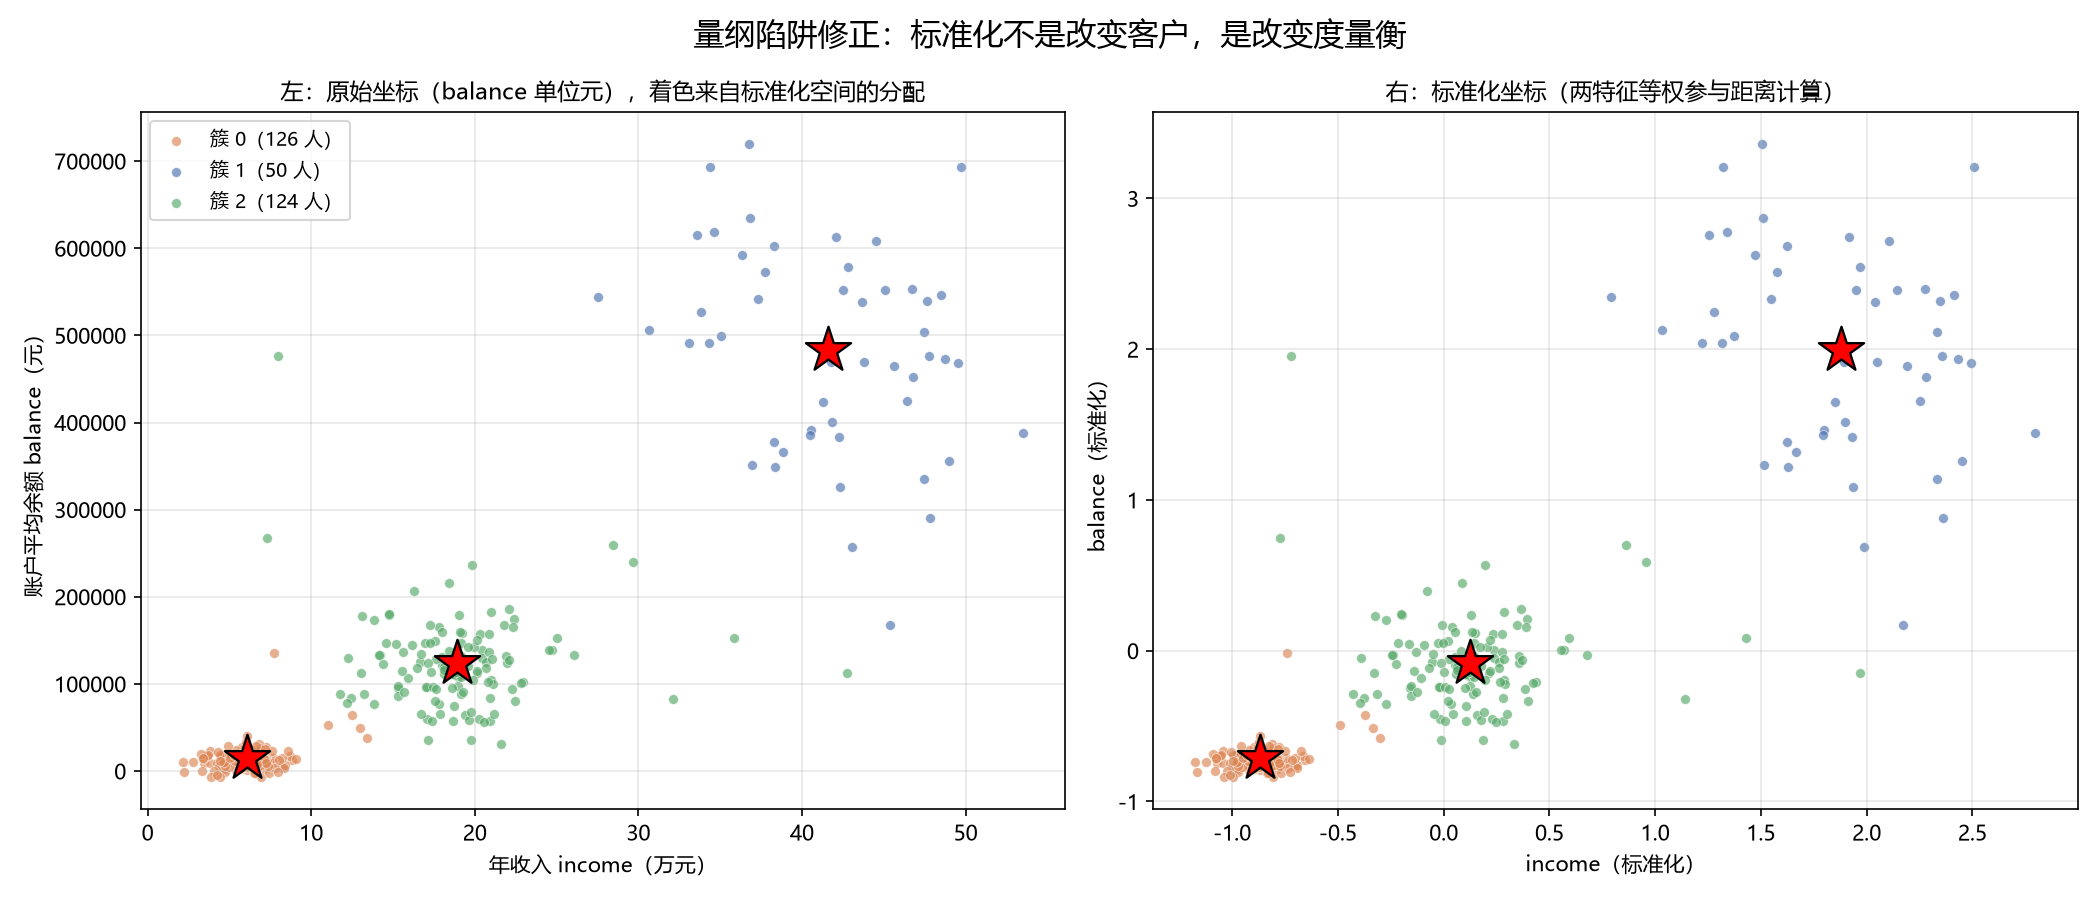 量纲陷阱修正：标准化不是改变客户，是改变度量衡
左：原始坐标（balance 单位元），着色来自标准化空间的分配
簇 0（126 人）
簇 1（50 人）
簇 2（124 人）
账户平均余额 balance（元）
700000
600000
500000
400000
300000
200000
100000
0
0 10 20 30 40 50
年收入 income（万元）
右：标准化坐标（两特征等权参与距离计算）
balance（标准化）
3
2
1
0
-1
-1.0 -0.5 0.0 0.5 1.0 1.5 2.0 2.5
income（标准化）